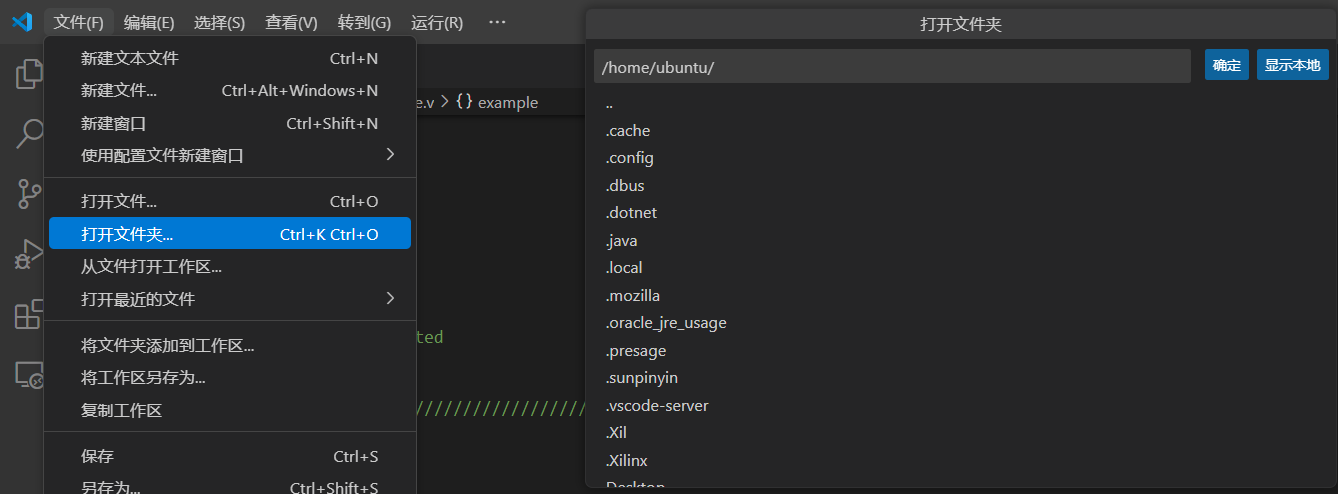 文件(F) 编辑(E) 选择(S) 查看(V) 转到(G) 运行(R) ···
新建文本文件 Ctrl+N
新建文件... Ctrl+Alt+Windows+N
新建窗口 Ctrl+Shift+N
使用配置文件新建窗口
打开文件... Ctrl+O
打开文件夹... Ctrl+K Ctrl+O
从文件打开工作区...
打开最近的文件
将文件夹添加到工作区...
将工作区另存为...
复制工作区
保存 Ctrl+S
另存为... Ctrl+Shift+S
e.v > {} example
ted
//////////////////
打开文件夹
/home/ubuntu/ 确定 显示本地
..
.cache
.config
.dbus
.dotnet
.java
.local
.mozilla
.oracle_jre_usage
.presage
.sunpinyin
.vscode-server
.Xil
.Xilinx
Desktop